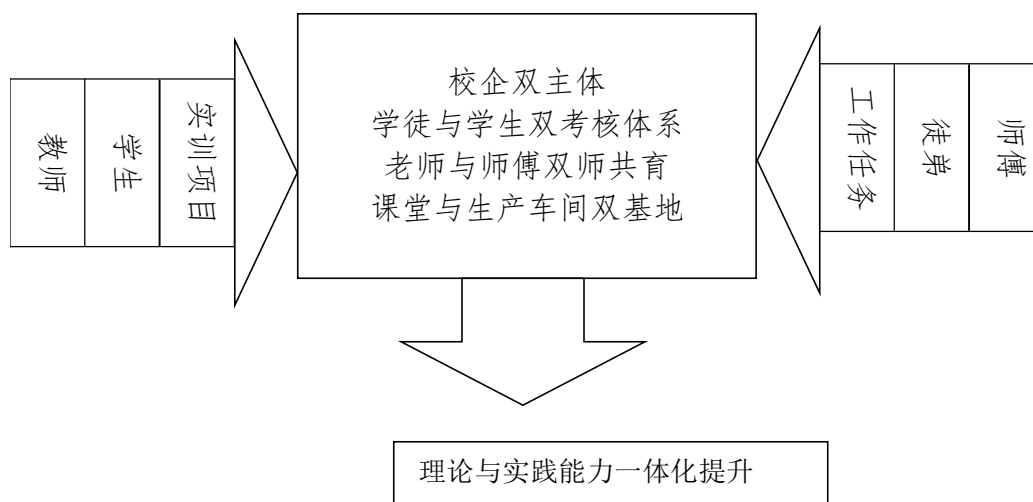 教师
学生
实训项目
校企双主体
学徒与学生双考核体系
老师与师傅双师共育
课堂与生产车间双基地
工作任务
徒弟
师傅
理论与实践能力一体化提升